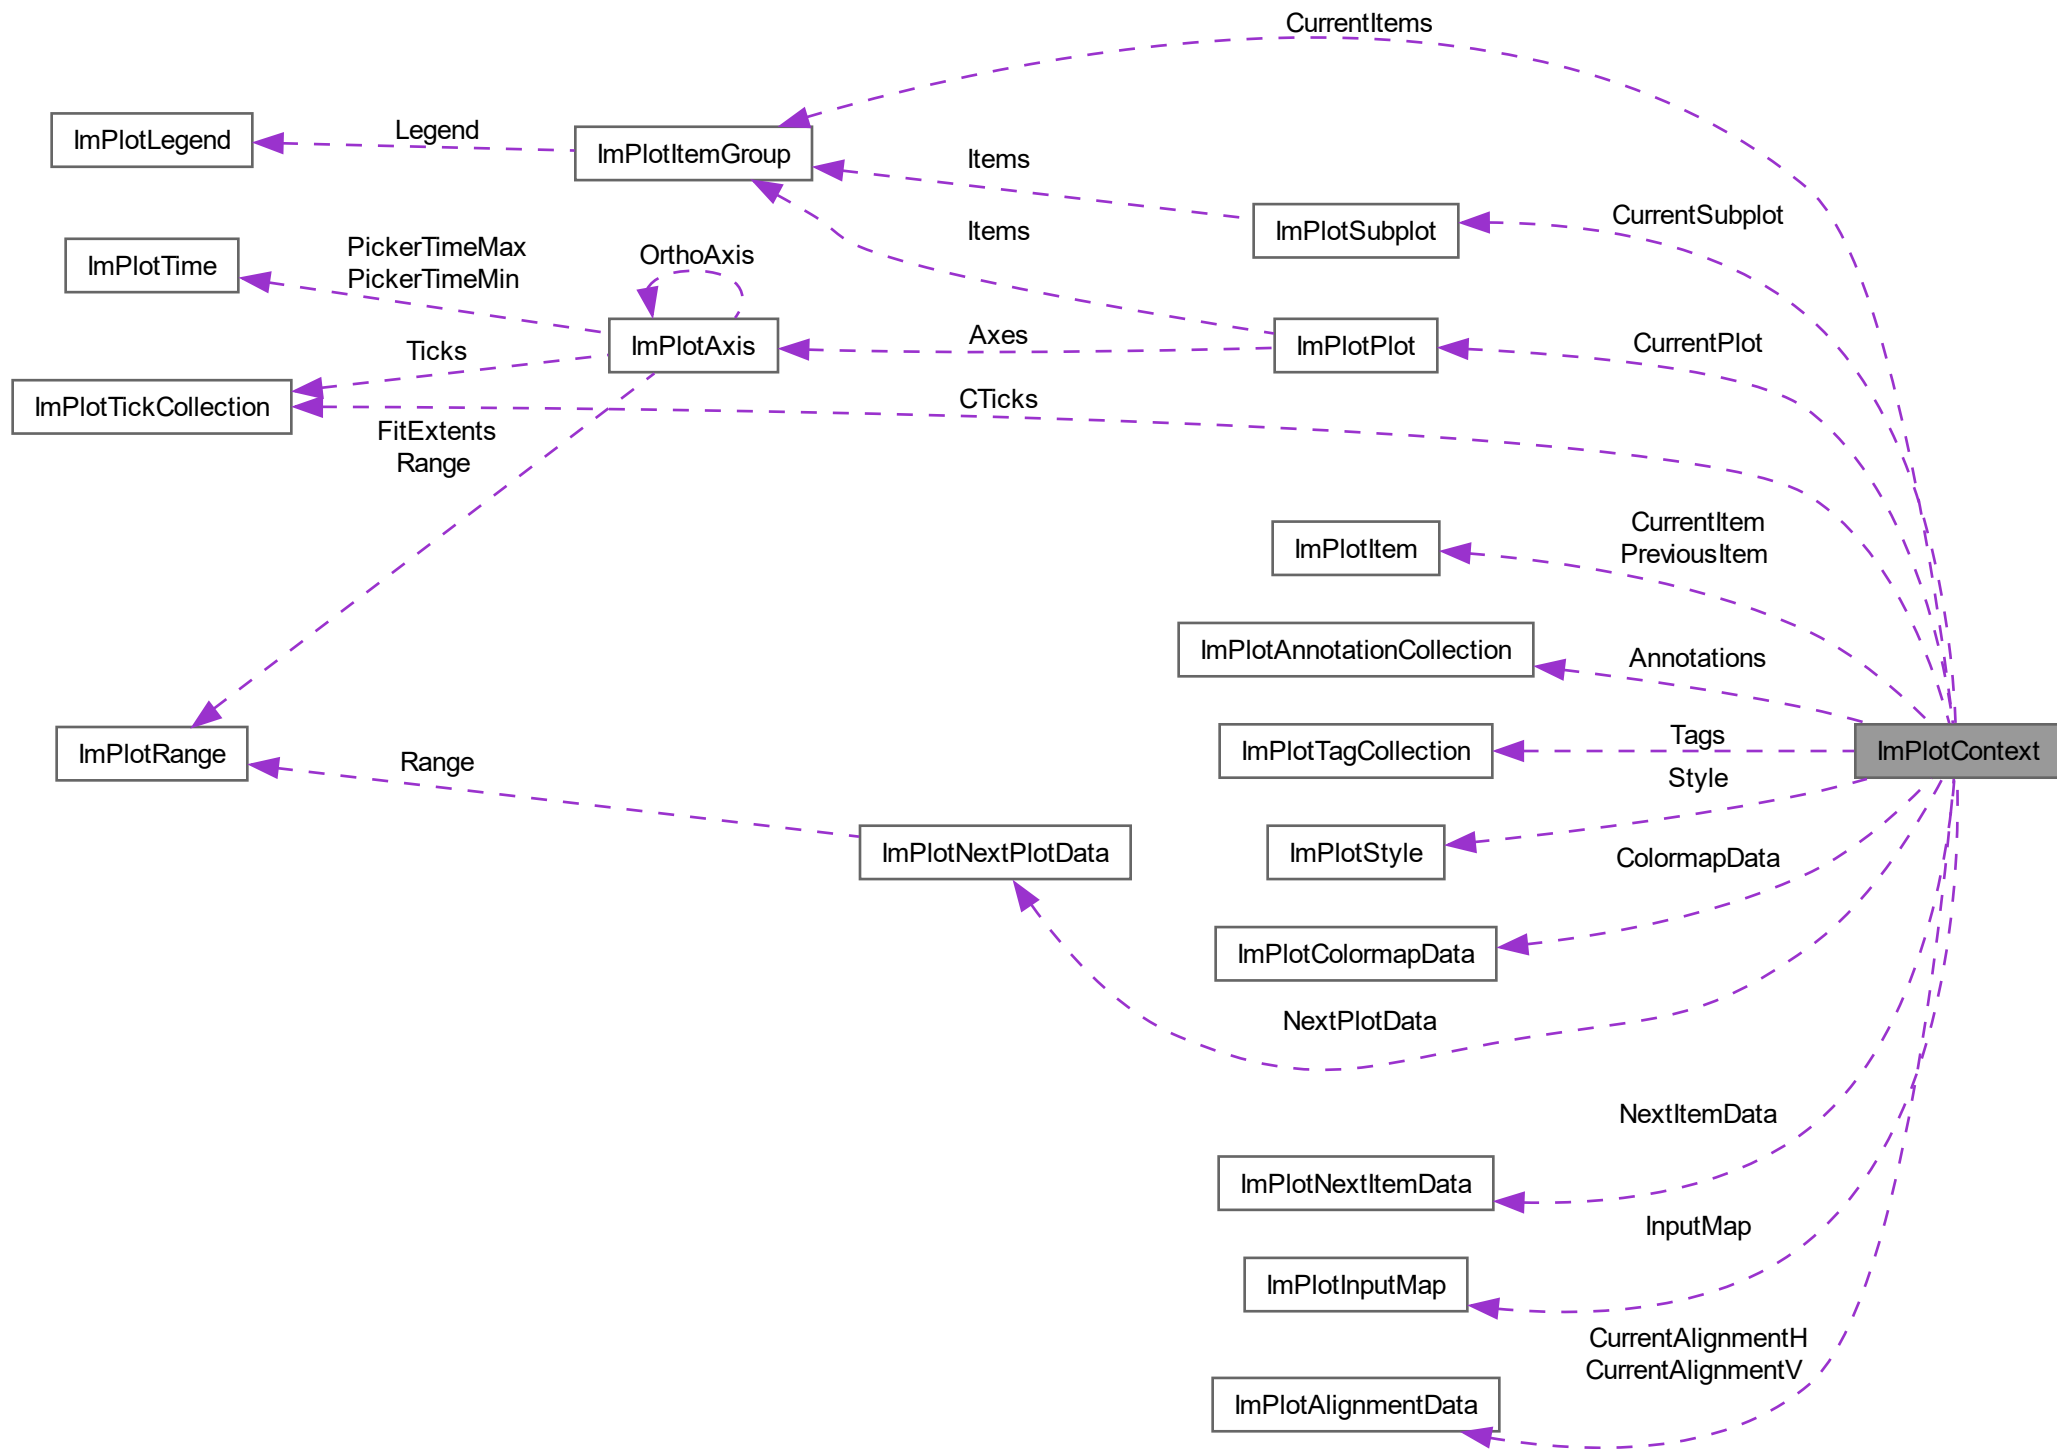 CurrentItems
ImPlotLegend
Legend
ImPlotItemGroup
Items
ImPlotSubplot
CurrentSubplot
Items
ImPlotTime
PickerTimeMax
PickerTimeMin
OrthoAxis
ImPlotAxis
Axes
ImPlotPlot
CurrentPlot
Ticks
ImPlotTickCollection
CTicks
FitExtents
Range
ImPlotItem
CurrentItem
PreviousItem
ImPlotAnnotationCollection
Annotations
ImPlotTagCollection
Tags
ImPlotContext
ImPlotRange
Range
Style
ImPlotNextPlotData
ImPlotStyle
ColormapData
ImPlotColormapData
NextPlotData
NextItemData
ImPlotNextItemData
InputMap
ImPlotInputMap
CurrentAlignmentH
CurrentAlignmentV
ImPlotAlignmentData